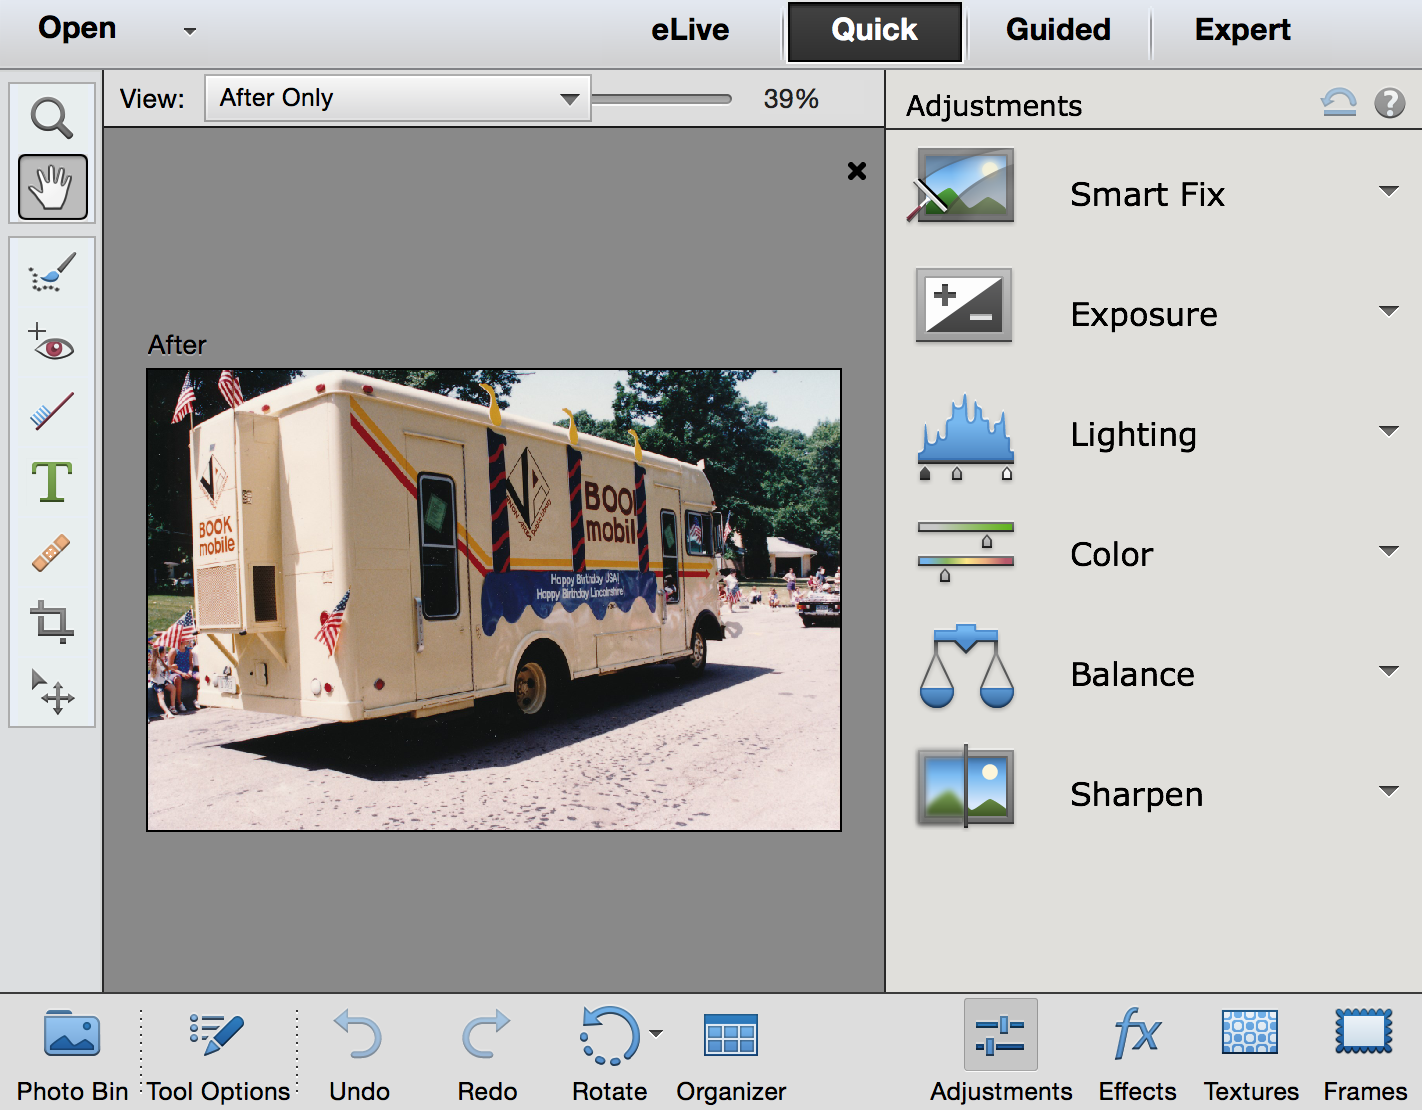 Open
eLive
Quick
Guided
Expert
View:
After Only
39%
Adjustments
Smart Fix
Exposure
Lighting
Color
Balance
Sharpen
After
BOOK
mobile
BOO
mobil
Happy Birthday USA!
Happy Birthday Lincolnshire
Photo Bin
Tool Options
Undo
Redo
Rotate
Organizer
Adjustments
Effects
Textures
Frames